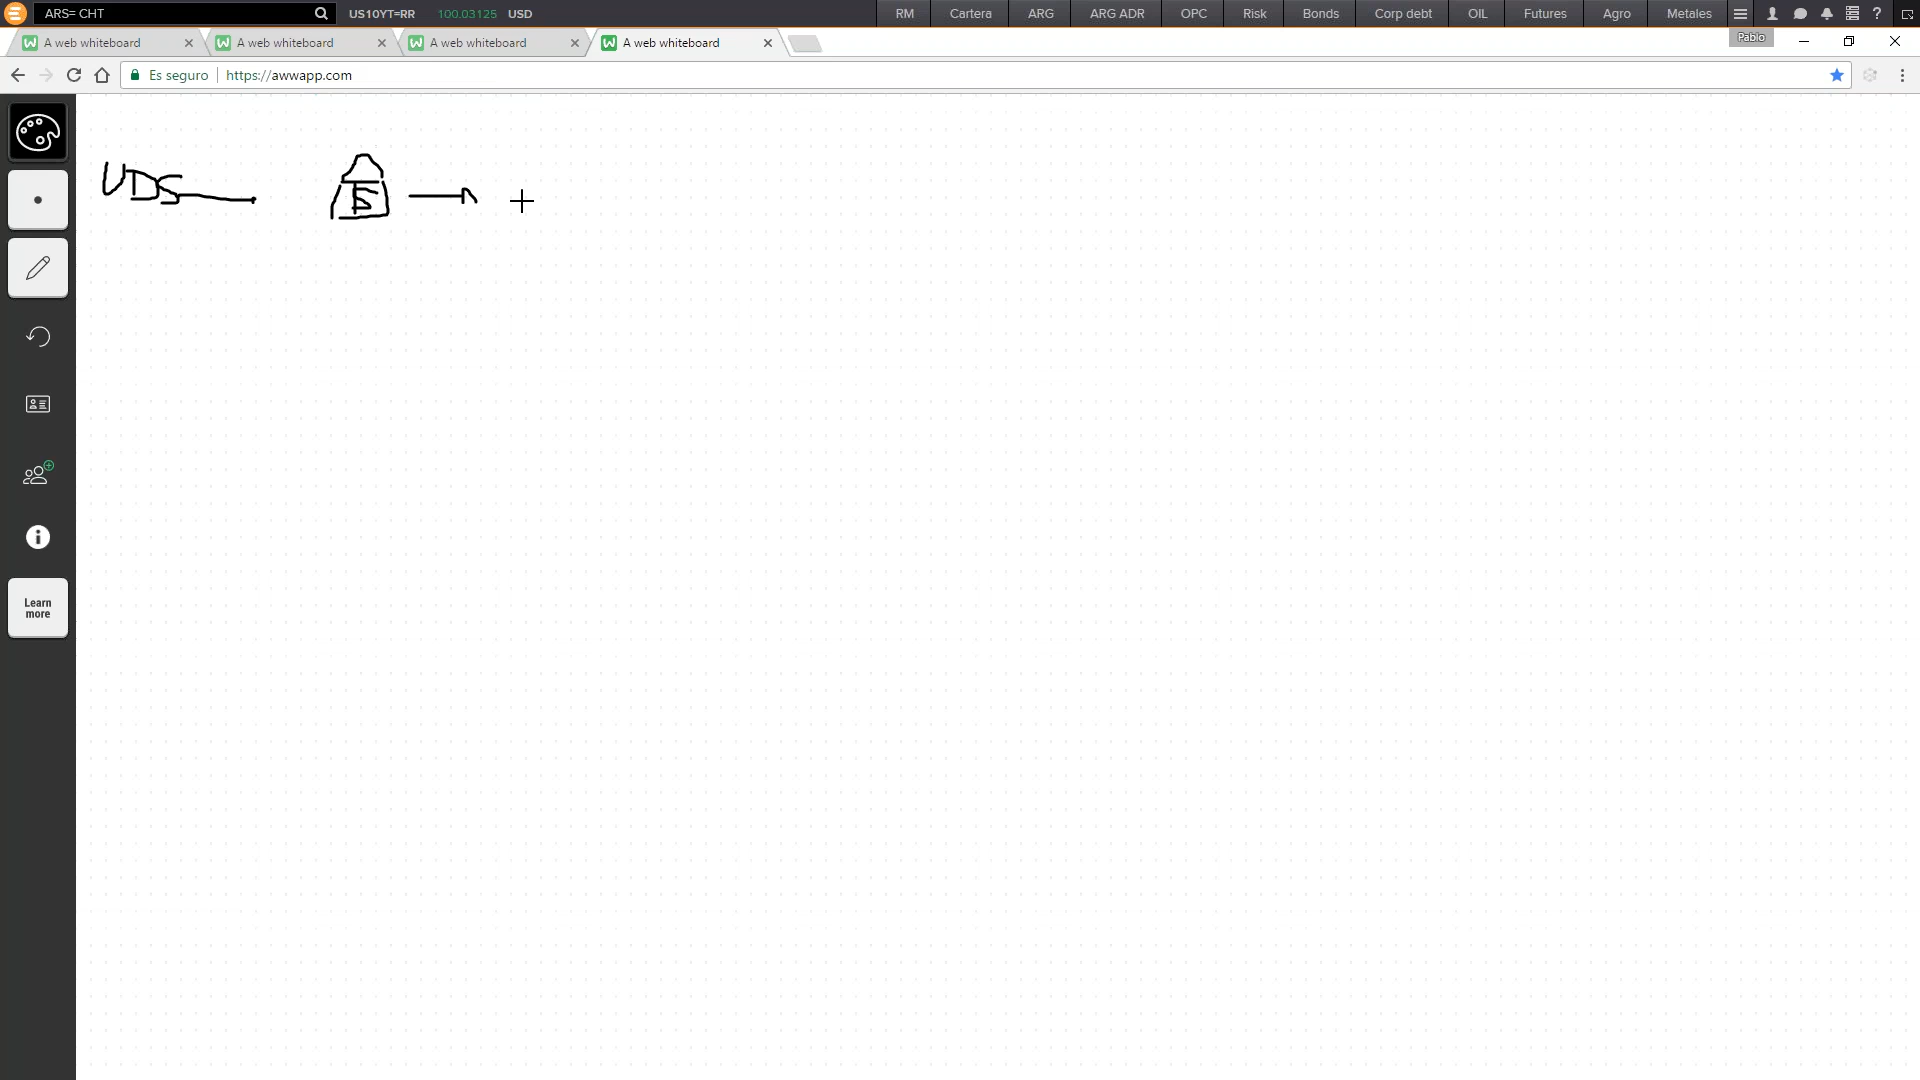 ARS= CHT US10YT=RR 100.03125 USD RM Cartera ARG ARG ADR OPC Risk Bonds Corp debt OIL Futures Agro Metales ?
A web whiteboard A web whiteboard A web whiteboard A web whiteboard Pablo
Es seguro https://awwapp.com
UDS
B
Learn
more